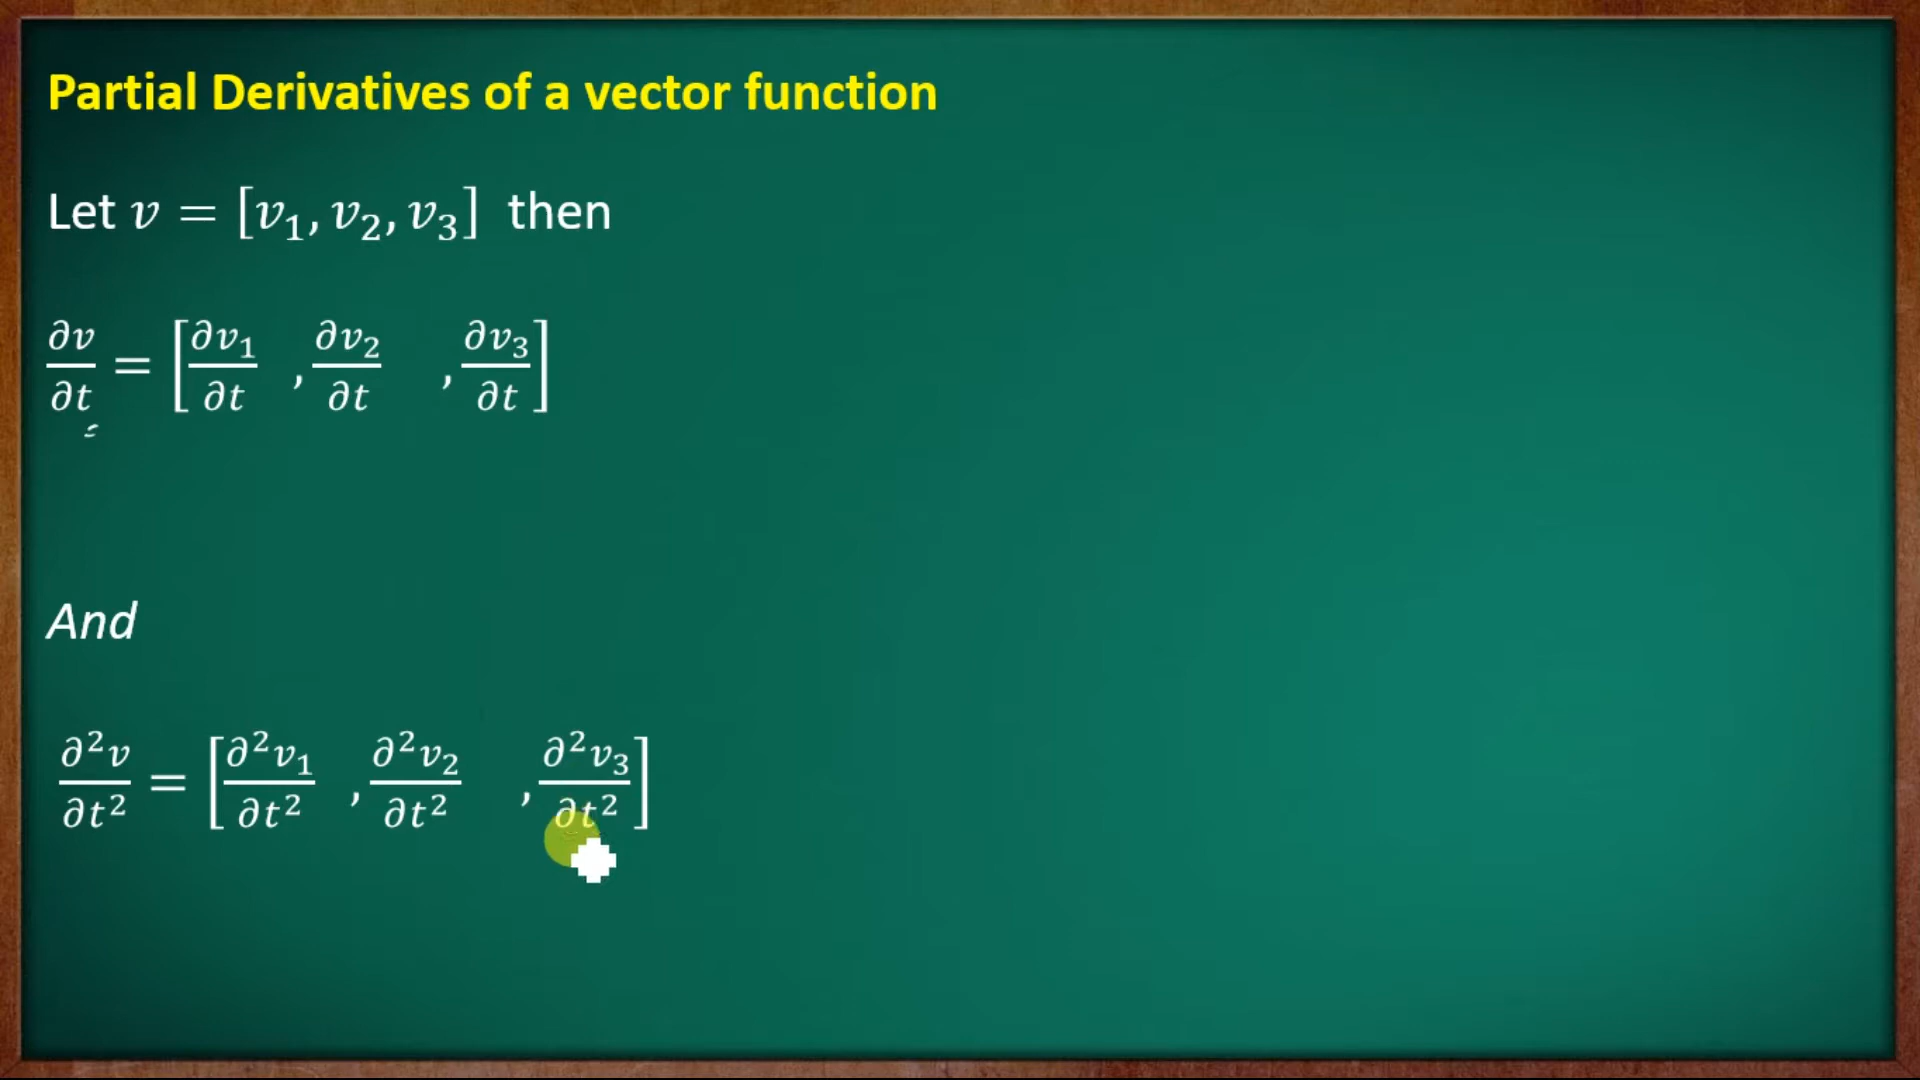 Partial Derivatives of a vector function
Let v = [v₁, v₂, v₃] then
∂v/∂t = [∂v₁/∂t , ∂v₂/∂t , ∂v₃/∂t]
And
∂²v/∂t² = [∂²v₁/∂t² , ∂²v₂/∂t² , ∂²v₃/∂t²]